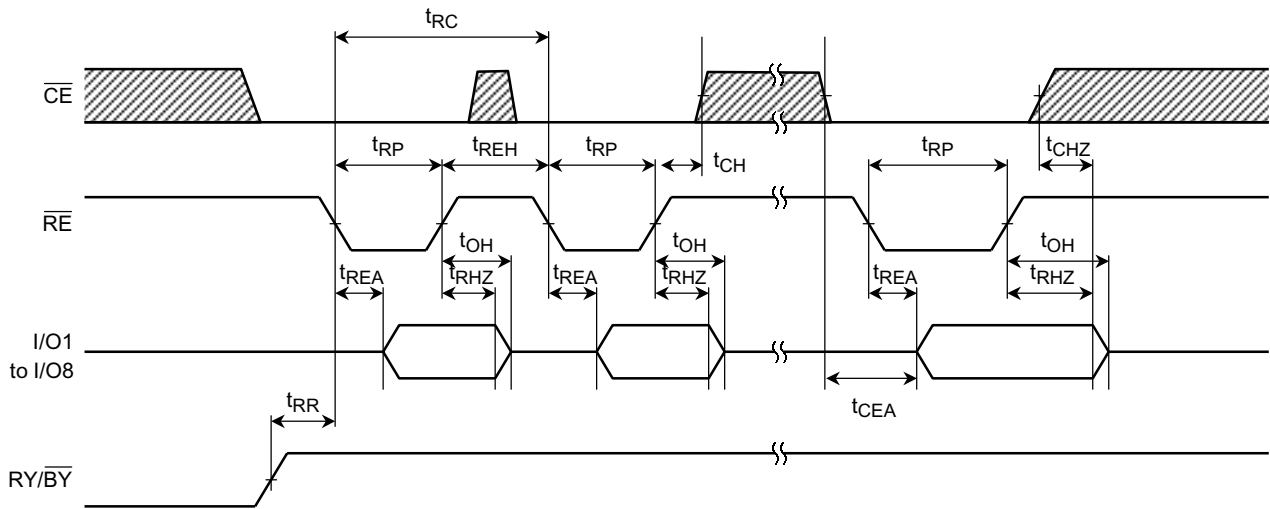 tRC
CE
tRP
tREH
tRP
tCH
tRP
tCHZ
RE
tOH
tOH
tOH
tREA
tRHZ
tREA
tRHZ
tREA
tRHZ
I/O1
to I/O8
tRR
tCEA
RY/BY